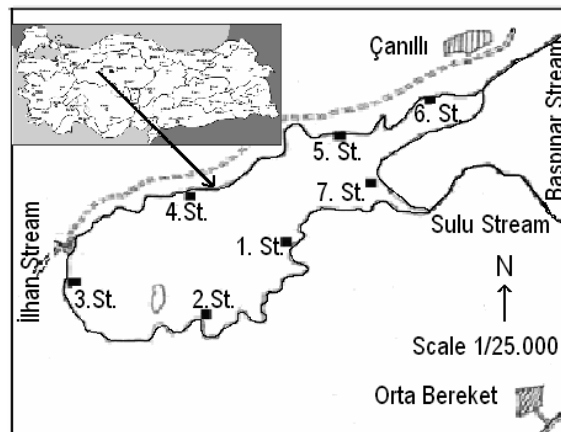 Çanıllı
Baspınar Stream
6. St.
5. St.
7. St.
4.St.
Sulu Stream
1. St.
İlhan Stream
3.St.
2.St.
N
Scale 1/25.000
Orta Bereket